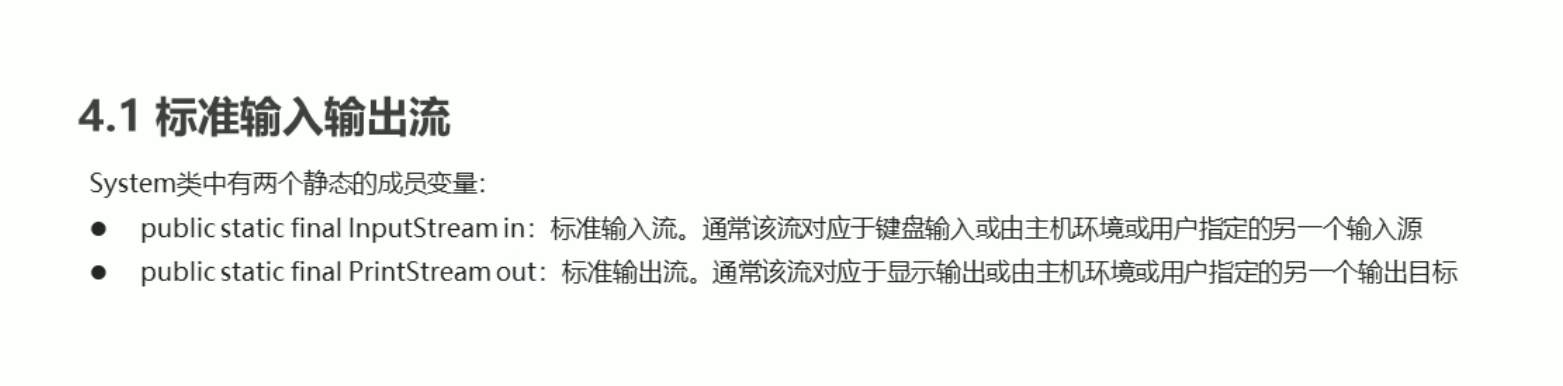 4.1 标准输入输出流
System类中有两个静态的成员变量：
● public static final InputStream in：标准输入流。通常该流对应于键盘输入或由主机环境或用户指定的另一个输入源
● public static final PrintStream out：标准输出流。通常该流对应于显示输出或由主机环境或用户指定的另一个输出目标